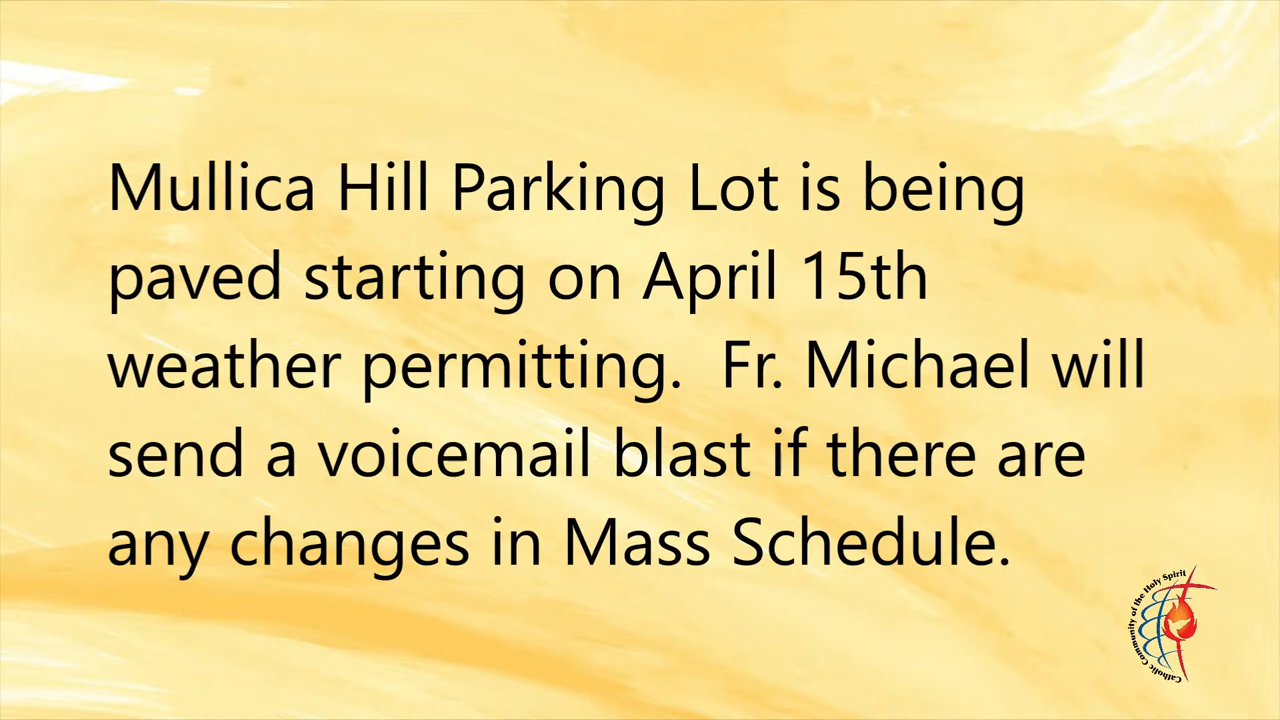 Mullica Hill Parking Lot is being
paved starting on April 15th
weather permitting.  Fr. Michael will
send a voicemail blast if there are
any changes in Mass Schedule.
Catholic Community of the Holy Spirit